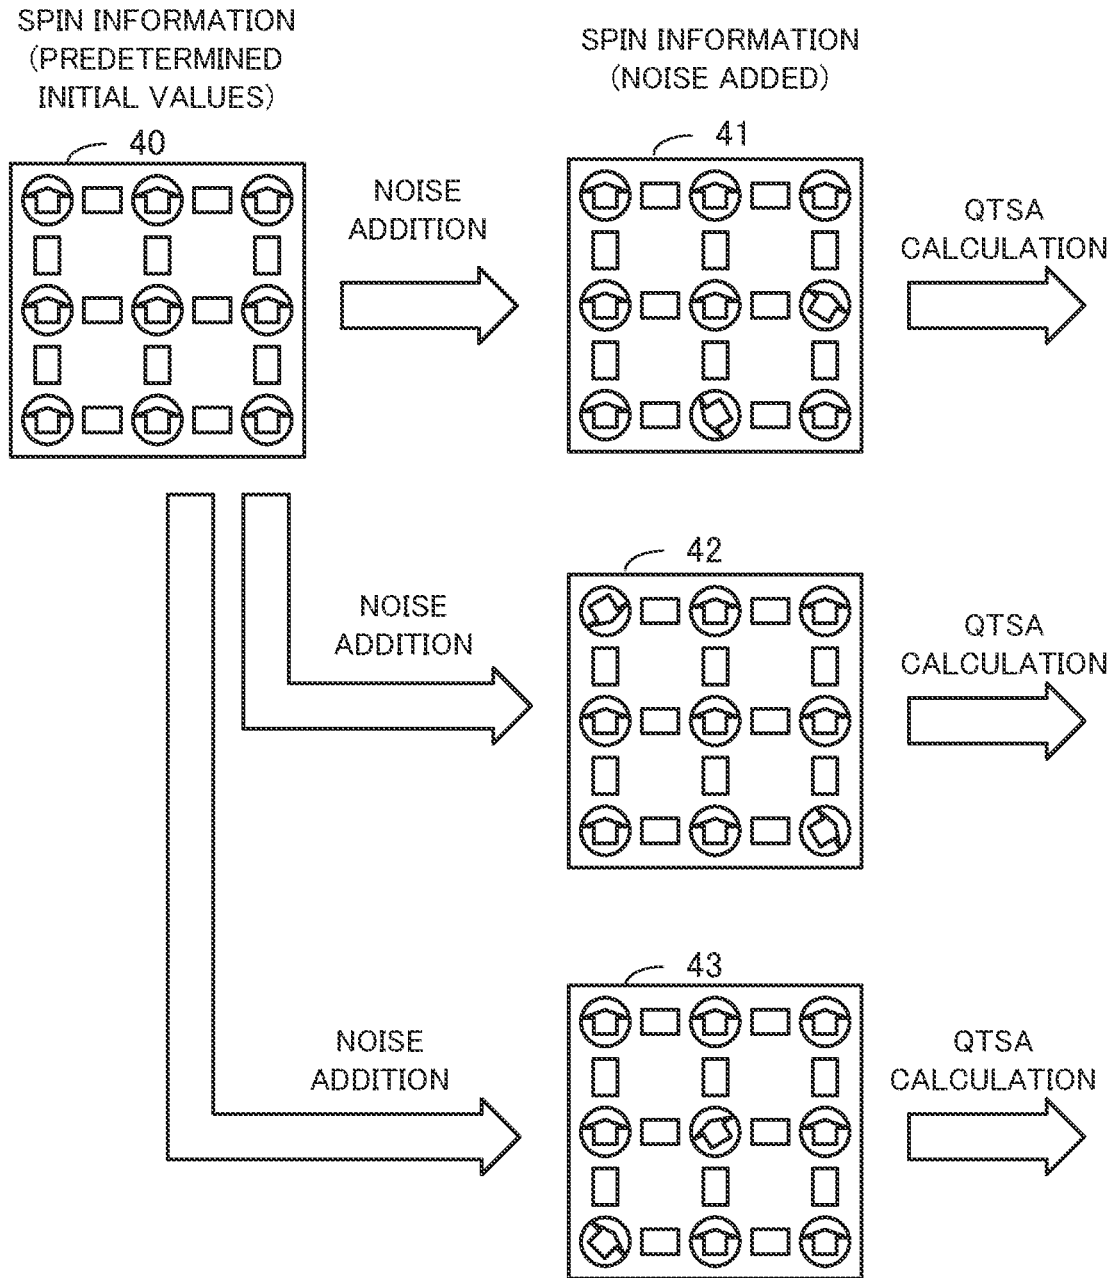 SPIN INFORMATION
(PREDETERMINED
INITIAL VALUES)
40
NOISE
ADDITION
SPIN INFORMATION
(NOISE ADDED)
41
QTSA
CALCULATION
NOISE
ADDITION
42
QTSA
CALCULATION
NOISE
ADDITION
43
QTSA
CALCULATION